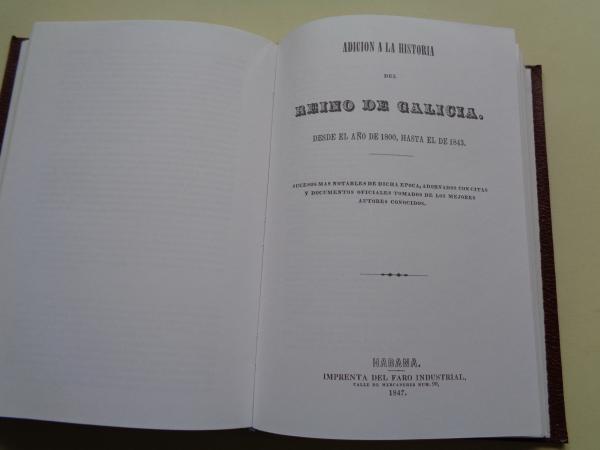 ADICION A LA HISTORIA
DEL
REINO DE GALICIA.
DESDE EL AÑO DE 1800, HASTA EL DE 1843.
SUCESOS MAS NOTABLES DE DICHA EPOCA, ADORNADOS CON CITAS
Y DOCUMENTOS OFICIALES TOMADOS DE LOS MEJORES
AUTORES CONOCIDOS.
HABANA.
IMPRENTA DEL FARO INDUSTRIAL,
CALLE DE MERCADERES NUM.
1847.